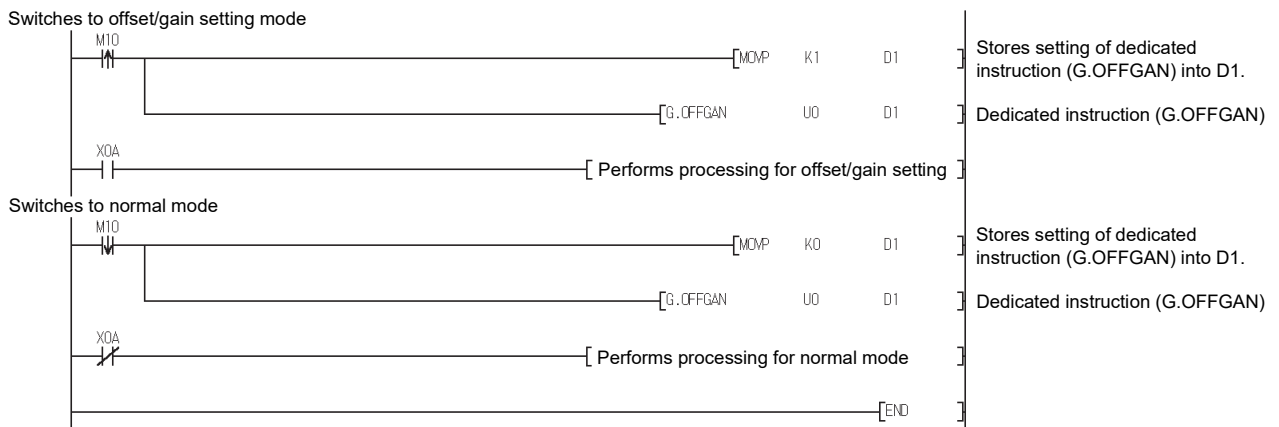 Switches to offset/gain setting mode
M10
MOVP K1 D1
Stores setting of dedicated
instruction (G.OFFGAN) into D1.
G.OFFGAN U0 D1
Dedicated instruction (G.OFFGAN)
X0A
Performs processing for offset/gain setting
Switches to normal mode
M10
MOVP K0 D1
Stores setting of dedicated
instruction (G.OFFGAN) into D1.
G.OFFGAN U0 D1
Dedicated instruction (G.OFFGAN)
X0A
Performs processing for normal mode
END